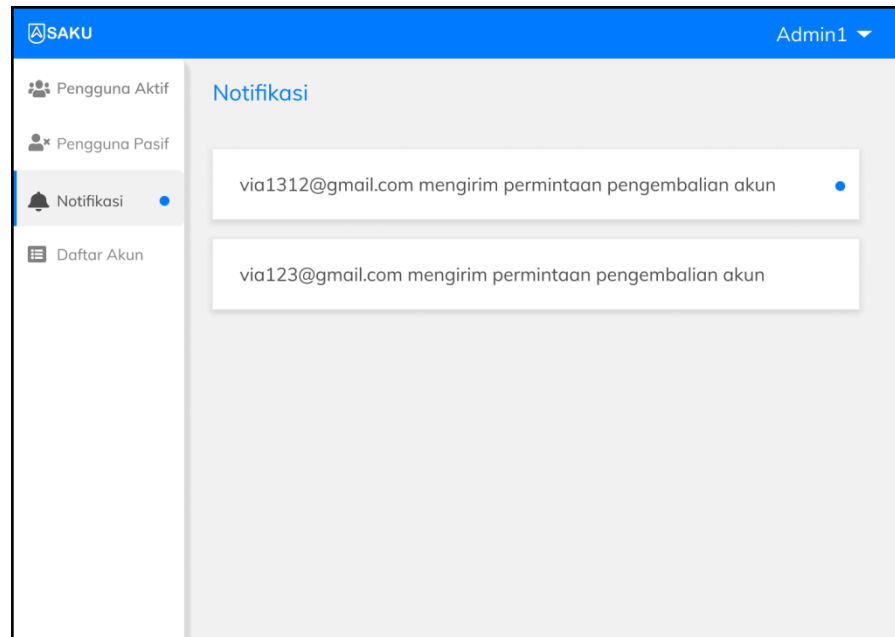 SAKU
Admin1
Pengguna Aktif
Pengguna Pasif
Notifikasi
Daftar Akun
Notifikasi
via1312@gmail.com mengirim permintaan pengembalian akun
via123@gmail.com mengirim permintaan pengembalian akun